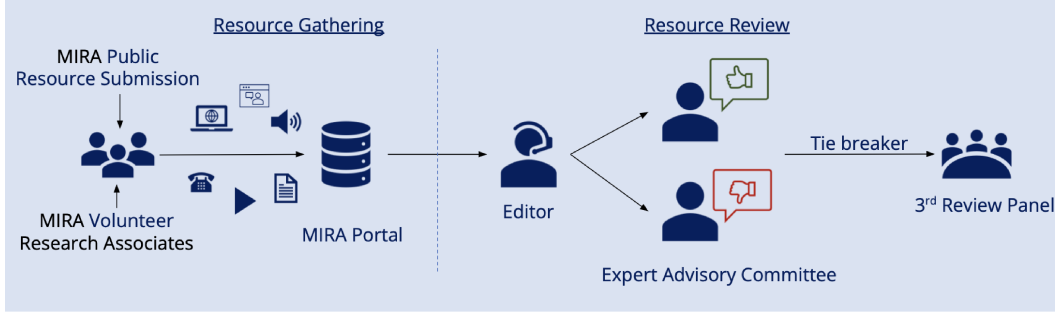 Resource Gathering
Resource Review
MIRA Public
Resource Submission
MIRA Volunteer
Research Associates
MIRA Portal
Editor
Expert Advisory Committee
Tie breaker
3rd Review Panel